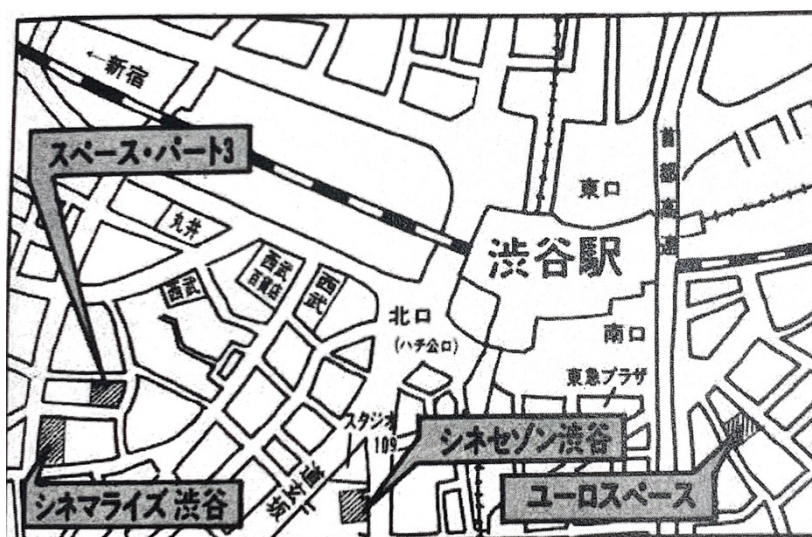 ←新宿
スペース・パート3
丸井
西武
西武
百貨店
西武
北口
(ハチ公口)
渋谷駅
東口
首都高速
南口
東急プラザ
スタジオ
109
道玄坂
シネセゾン渋谷
シネマライズ渋谷
ユーロスペース